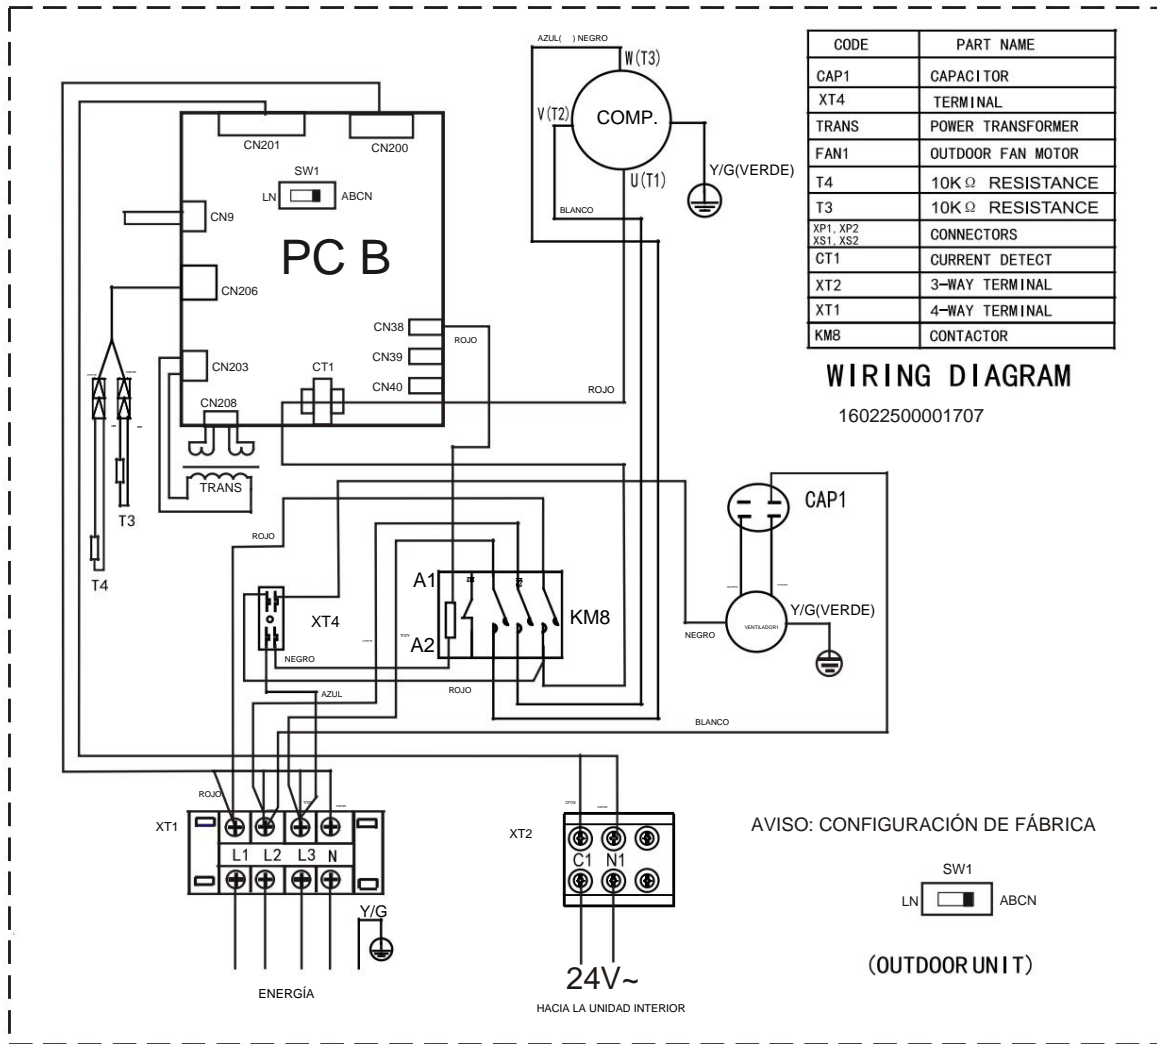 AZUL( ) NEGRO
W(T3)
V(T2)
COMP.
U(T1)
Y/G(VERDE)
BLANCO
CN201
CN200
SW1
LN
ABCN
CN9
PC B
CN206
CN38
ROJO
CN39
CN203
CT1
CN40
ROJO
CN208
TRANS
T3
T4
CODE PART NAME
CAP1 CAPACITOR
XT4 TERMINAL
TRANS POWER TRANSFORMER
FAN1 OUTDOOR FAN MOTOR
T4 10KΩ RESISTANCE
T3 10KΩ RESISTANCE
XP1, XP2
XS1, XS2
CONNECTORS
CT1 CURRENT DETECT
XT2 3-WAY TERMINAL
XT1 4-WAY TERMINAL
KM8 CONTACTOR
WIRING DIAGRAM
16022500001707
CAP1
ROJO
A1
KM8
A2
XT4
NEGRO
AZUL
ROJO
NEGRO
VENTILADOR1
Y/G(VERDE)
BLANCO
ROJO
XT1
L1 L2 L3 N
Y/G
ENERGÍA
XT2
C1 N1
24V~
HACIA LA UNIDAD INTERIOR
AVISO: CONFIGURACIÓN DE FÁBRICA
SW1
LN
ABCN
(OUTDOOR UNIT)